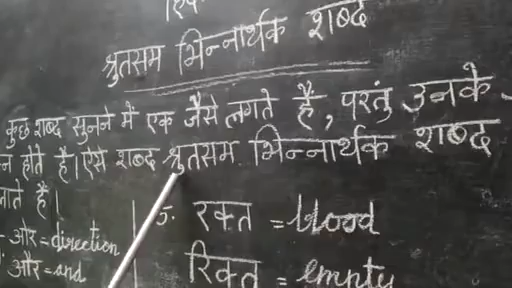 श्रुतसम भिन्नार्थक शब्द
कुछ शब्द सुनने में एक जैसे लगते हैं, परंतु उनके
न होते हैं। ऐसे शब्द श्रुतसम भिन्नार्थक शब्द
ाते हैं।
- ओर = direction
और = and
5. रक्त = blood
रिक्त = empty